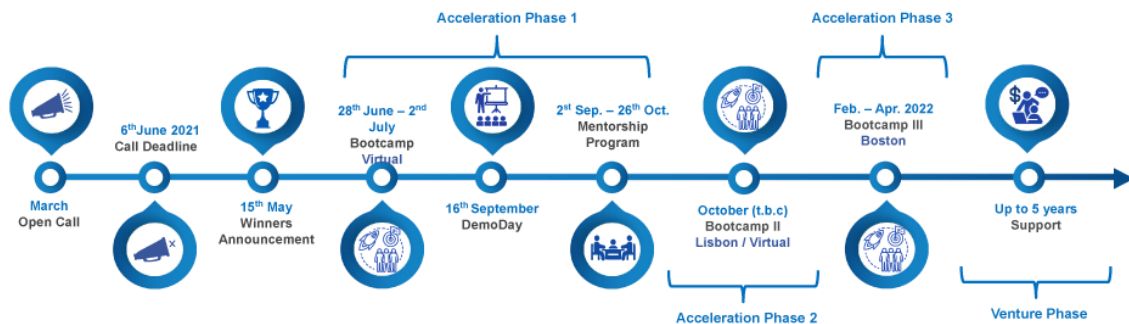 Acceleration Phase 1
Acceleration Phase 3
28th June – 2nd
July
Bootcamp
Virtual
2st Sep. – 26th Oct.
Mentorship
Program
Feb. – Apr. 2022
Bootcamp III
Boston
6thJune 2021
Call Deadline
March
Open Call
15th May
Winners
Announcement
16th September
DemoDay
October (t.b.c)
Bootcamp II
Lisbon / Virtual
Up to 5 years
Support
Acceleration Phase 2
Venture Phase